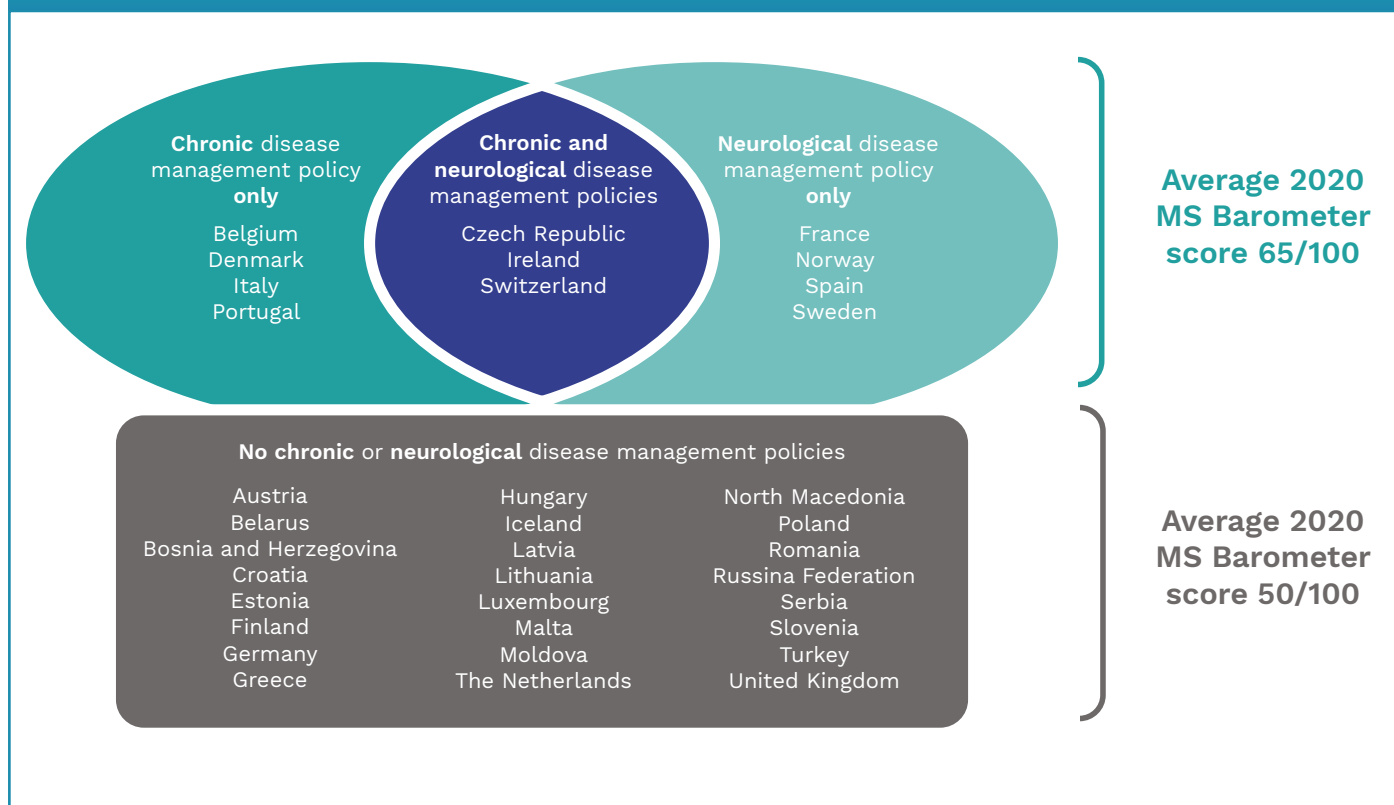 Chronic disease
management policy
only
Belgium
Denmark
Italy
Portugal
Chronic and
neurological disease
management policies
Czech Republic
Ireland
Switzerland
Neurological disease
management policy
only
France
Norway
Spain
Sweden
Average 2020
MS Barometer
score 65/100
No chronic or neurological disease management policies
Austria
Belarus
Bosnia and Herzegovina
Croatia
Estonia
Finland
Germany
Greece
Hungary
Iceland
Latvia
Lithuania
Luxembourg
Malta
Moldova
The Netherlands
North Macedonia
Poland
Romania
Russina Federation
Serbia
Slovenia
Turkey
United Kingdom
Average 2020
MS Barometer
score 50/100